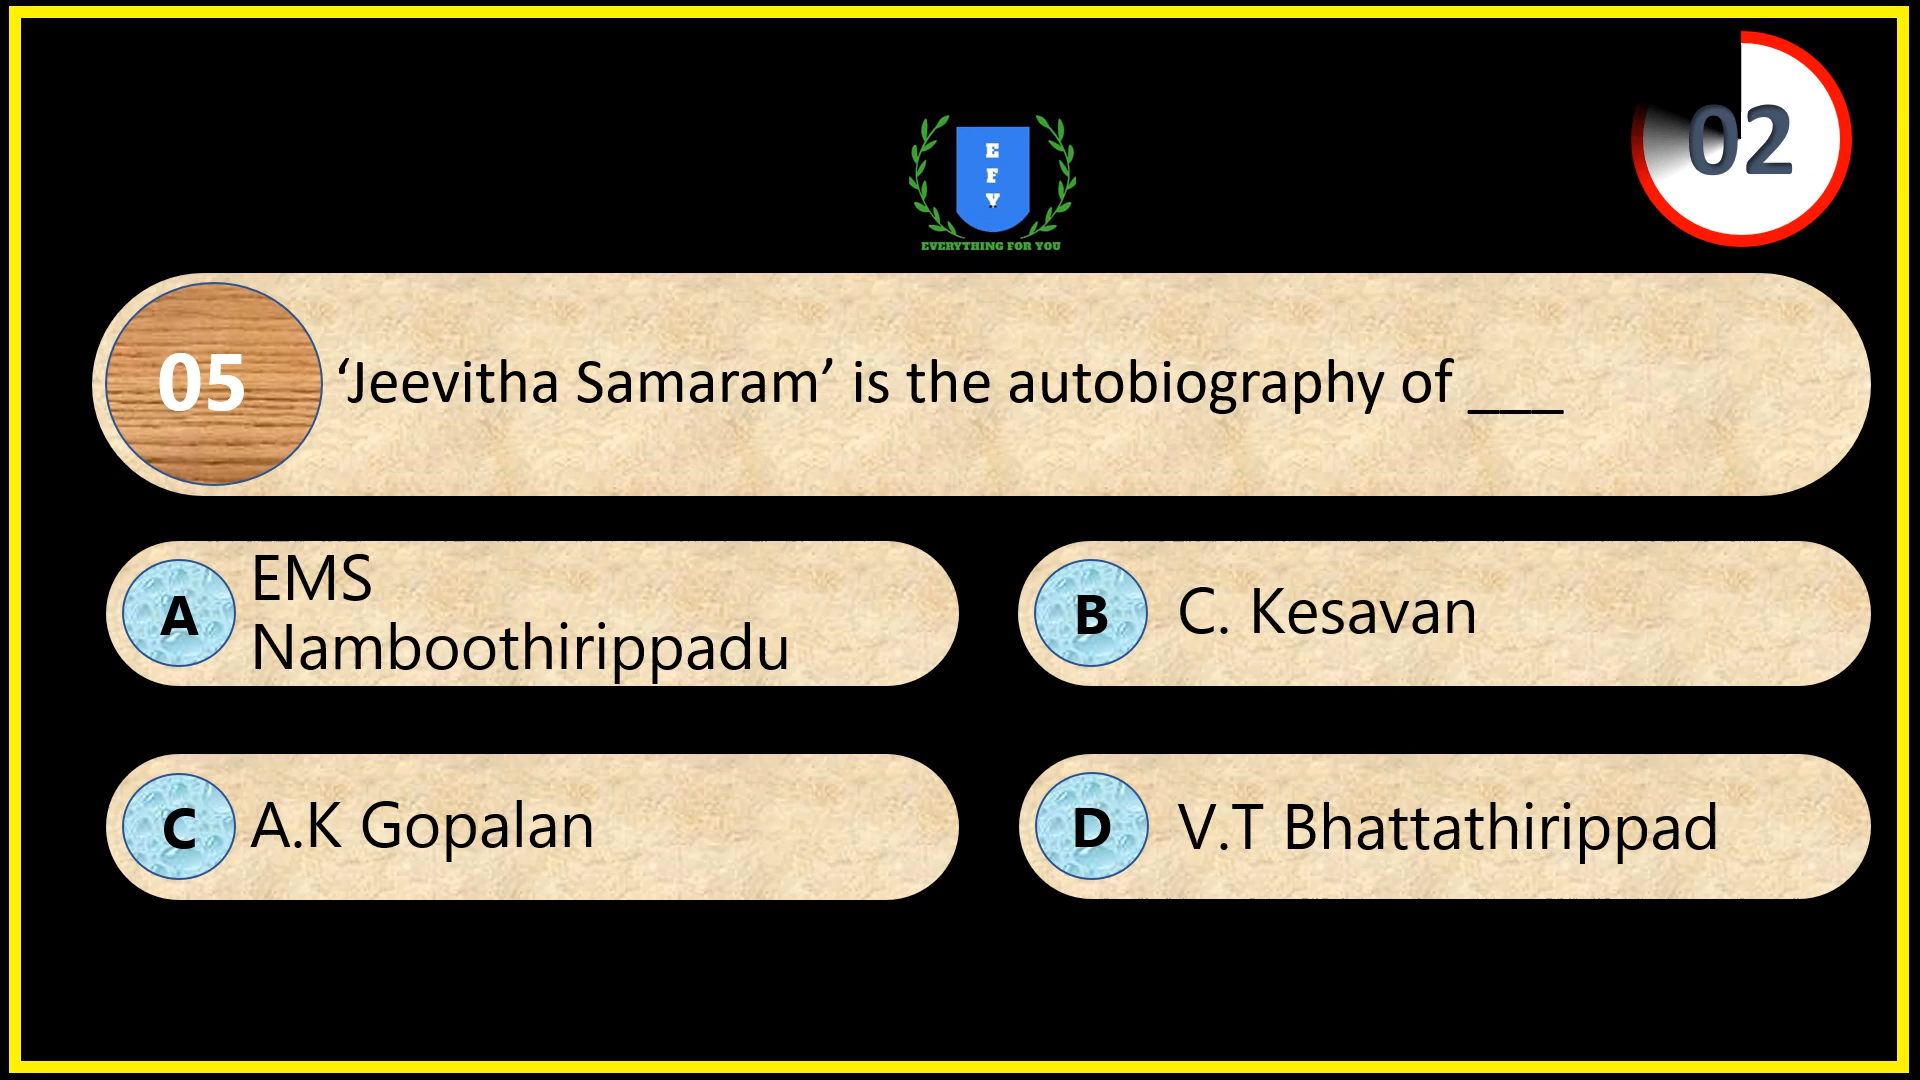 02
E
F
Y
EVERYTHING FOR YOU
05
‘Jeevitha Samaram’ is the autobiography of ___
A
EMS
Namboothirippadu
B
C. Kesavan
C
A.K Gopalan
D
V.T Bhattathirippad